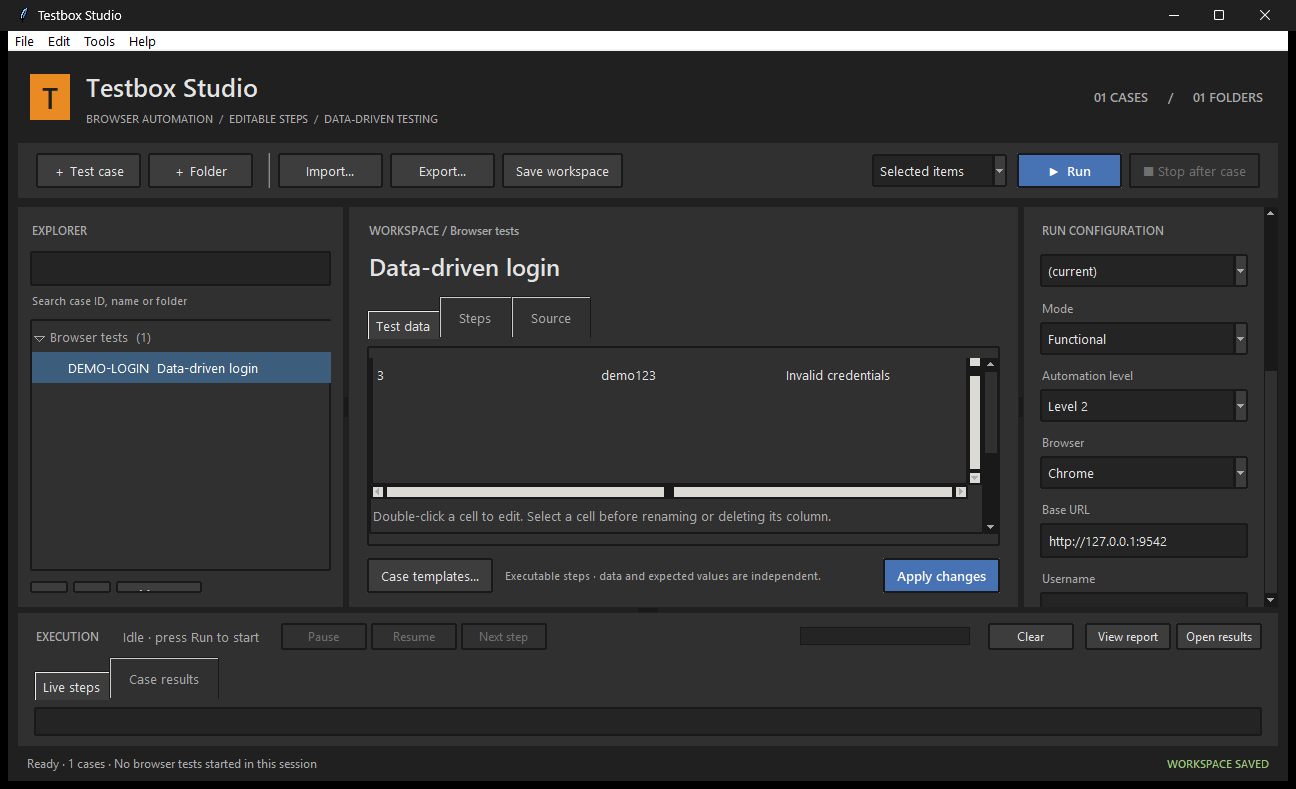 Testbox Studio
File Edit Tools Help
T
Testbox Studio
BROWSER AUTOMATION / EDITABLE STEPS / DATA-DRIVEN TESTING
01 CASES / 01 FOLDERS
+ Test case + Folder Import... Export... Save workspace Selected items ► Run ■ Stop after case
EXPLORER
Search case ID, name or folder
Browser tests (1)
DEMO-LOGIN Data-driven login
WORKSPACE / Browser tests
Data-driven login
Test data Steps Source
3 demo123 Invalid credentials
Double-click a cell to edit. Select a cell before renaming or deleting its column.
Case templates... Executable steps · data and expected values are independent. Apply changes
RUN CONFIGURATION
(current)
Mode
Functional
Automation level
Level 2
Browser
Chrome
Base URL
http://127.0.0.1:9542
Username
EXECUTION Idle · press Run to start Pause Resume Next step Clear View report Open results
Live steps Case results
Ready · 1 cases · No browser tests started in this session
WORKSPACE SAVED